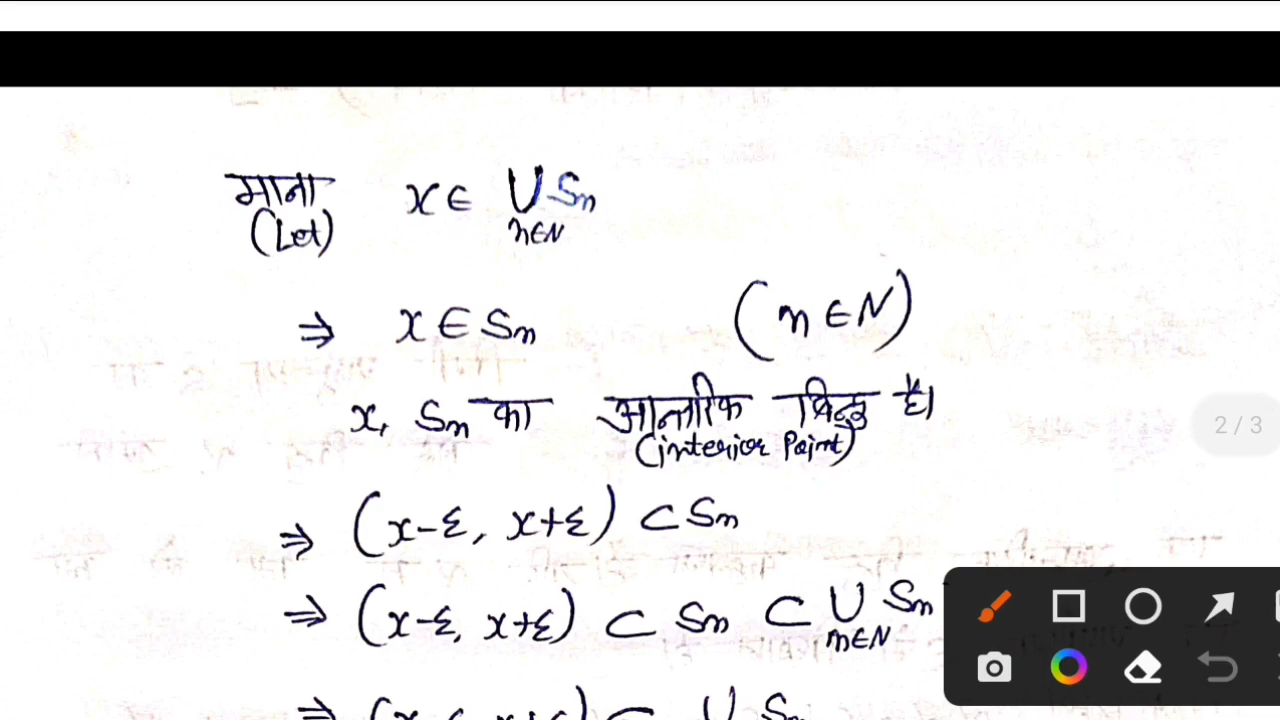 माना x ∈ ⋃ Sn
(Let) n∈N
⇒ x ∈ Sn (n ∈ N)
x, Sn का आन्तरिक बिन्दु है।
(interior Point)
⇒ (x-ε, x+ε) ⊂ Sn
⇒ (x-ε, x+ε) ⊂ Sn ⊂ ⋃ Sn
n∈N
2 / 3